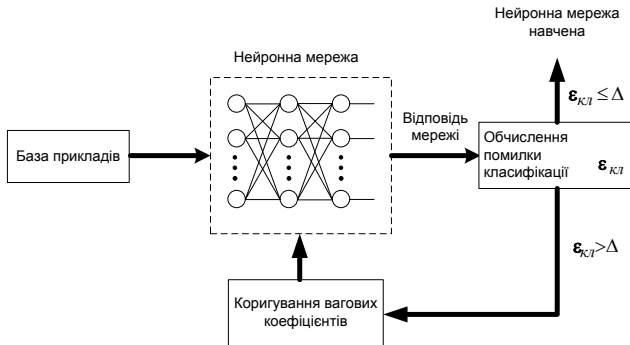 Нейронна мережа
навчена
Нейронна мережа
εкл ≤ Δ
Відповідь
мережі
База прикладів
Обчислення
помилки
класифікації
εкл
εкл>Δ
Коригування вагових
коефіцієнтів